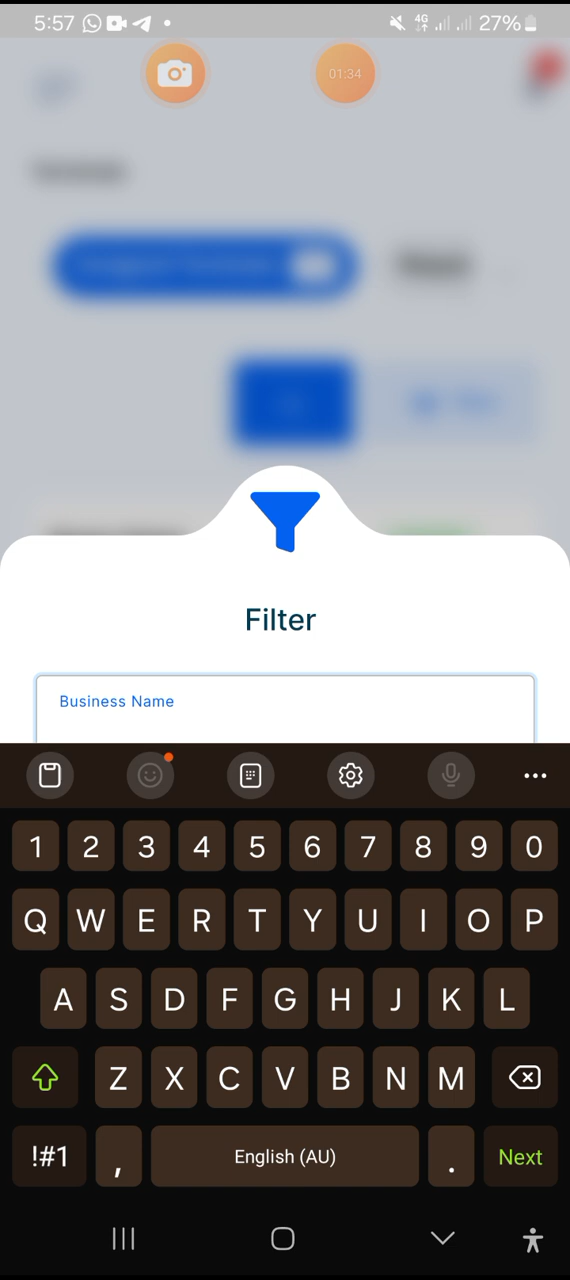 5:57 4G 27%
01:34
Filter
Business Name
1 2 3 4 5 6 7 8 9 0
Q W E R T Y U I O P
A S D F G H J K L
Z X C V B N M
!#1 , English (AU) . Next